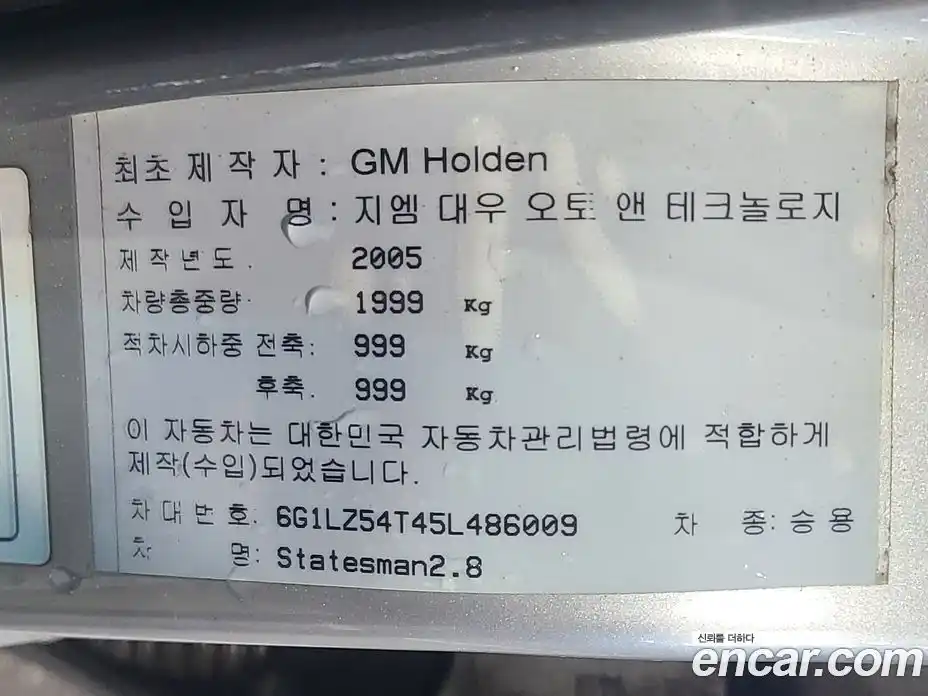 최초제작자 : GM Holden
수입자명 : 지엠 대우 오토 앤 테크놀로지
제작년도. 2005
차량총중량: 1999 Kg
적차시하중 전축: 999 Kg
후축. 999 Kg
이 자동차는 대한민국 자동차관리법령에 적합하게
제작(수입)되었습니다.
차대번호. 6G1LZ54T45L486009 차 종: 승용
차 명: Statesman2.8
신뢰를 더하다
encar.com